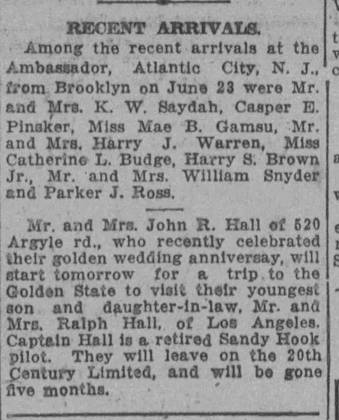 RECENT ARRIVALS.
Among the recent arrivals at the
Ambassador, Atlantic City, N. J.,
from Brooklyn on June 23 were Mr.
and Mrs. K. W. Saydah, Casper E.
Pinsker, Miss Mae B. Gamsu, Mr.
and Mrs. Harry J. Warren, Miss
Catherine L. Budge, Harry S. Brown
Jr., Mr. and Mrs. William Snyder
and Parker J. Ross.
Mr. and Mrs. John R. Hall of 520
Argyle rd., who recently celebrated
their golden wedding anniversay, will
start tomorrow for a trip to the
Golden State to visit their youngest
son and daughter-in-law, Mr. and
Mrs. Ralph Hall, of Los Angeles.
Captain Hall is a retired Sandy Hook
pilot. They will leave on the 20th
Century Limited, and will be gone
five months.